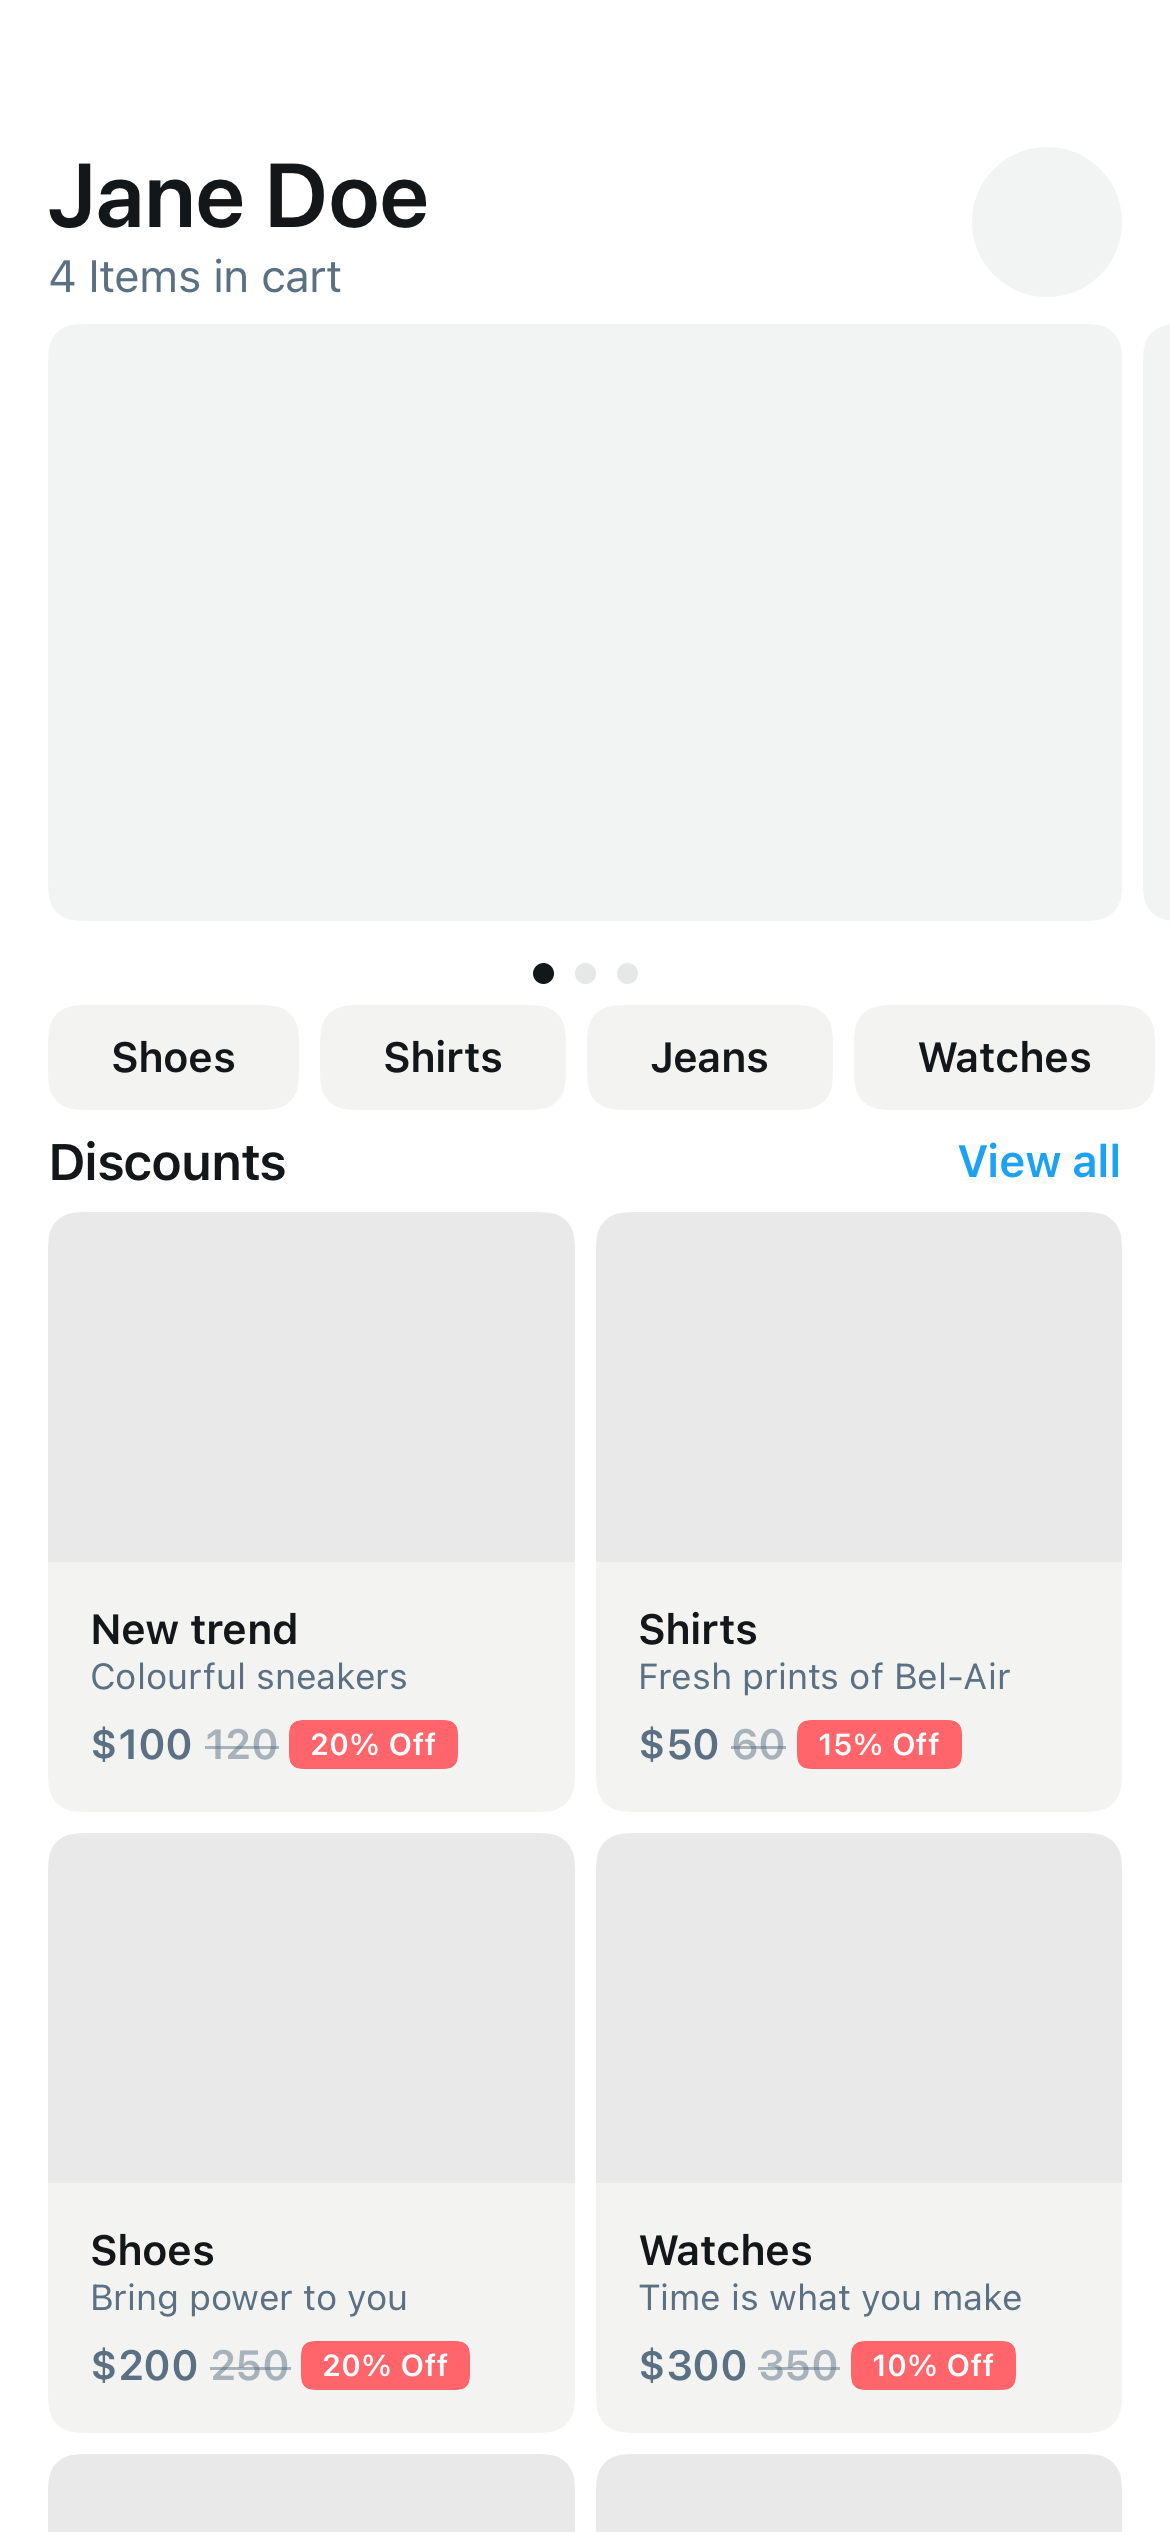 Jane Doe
4 Items in cart
Shoes Shirts Jeans Watches
Discounts View all
New trend
Colourful sneakers
$100 120 20% Off
Shirts
Fresh prints of Bel-Air
$50 60 15% Off
Shoes
Bring power to you
$200 250 20% Off
Watches
Time is what you make
$300 350 10% Off